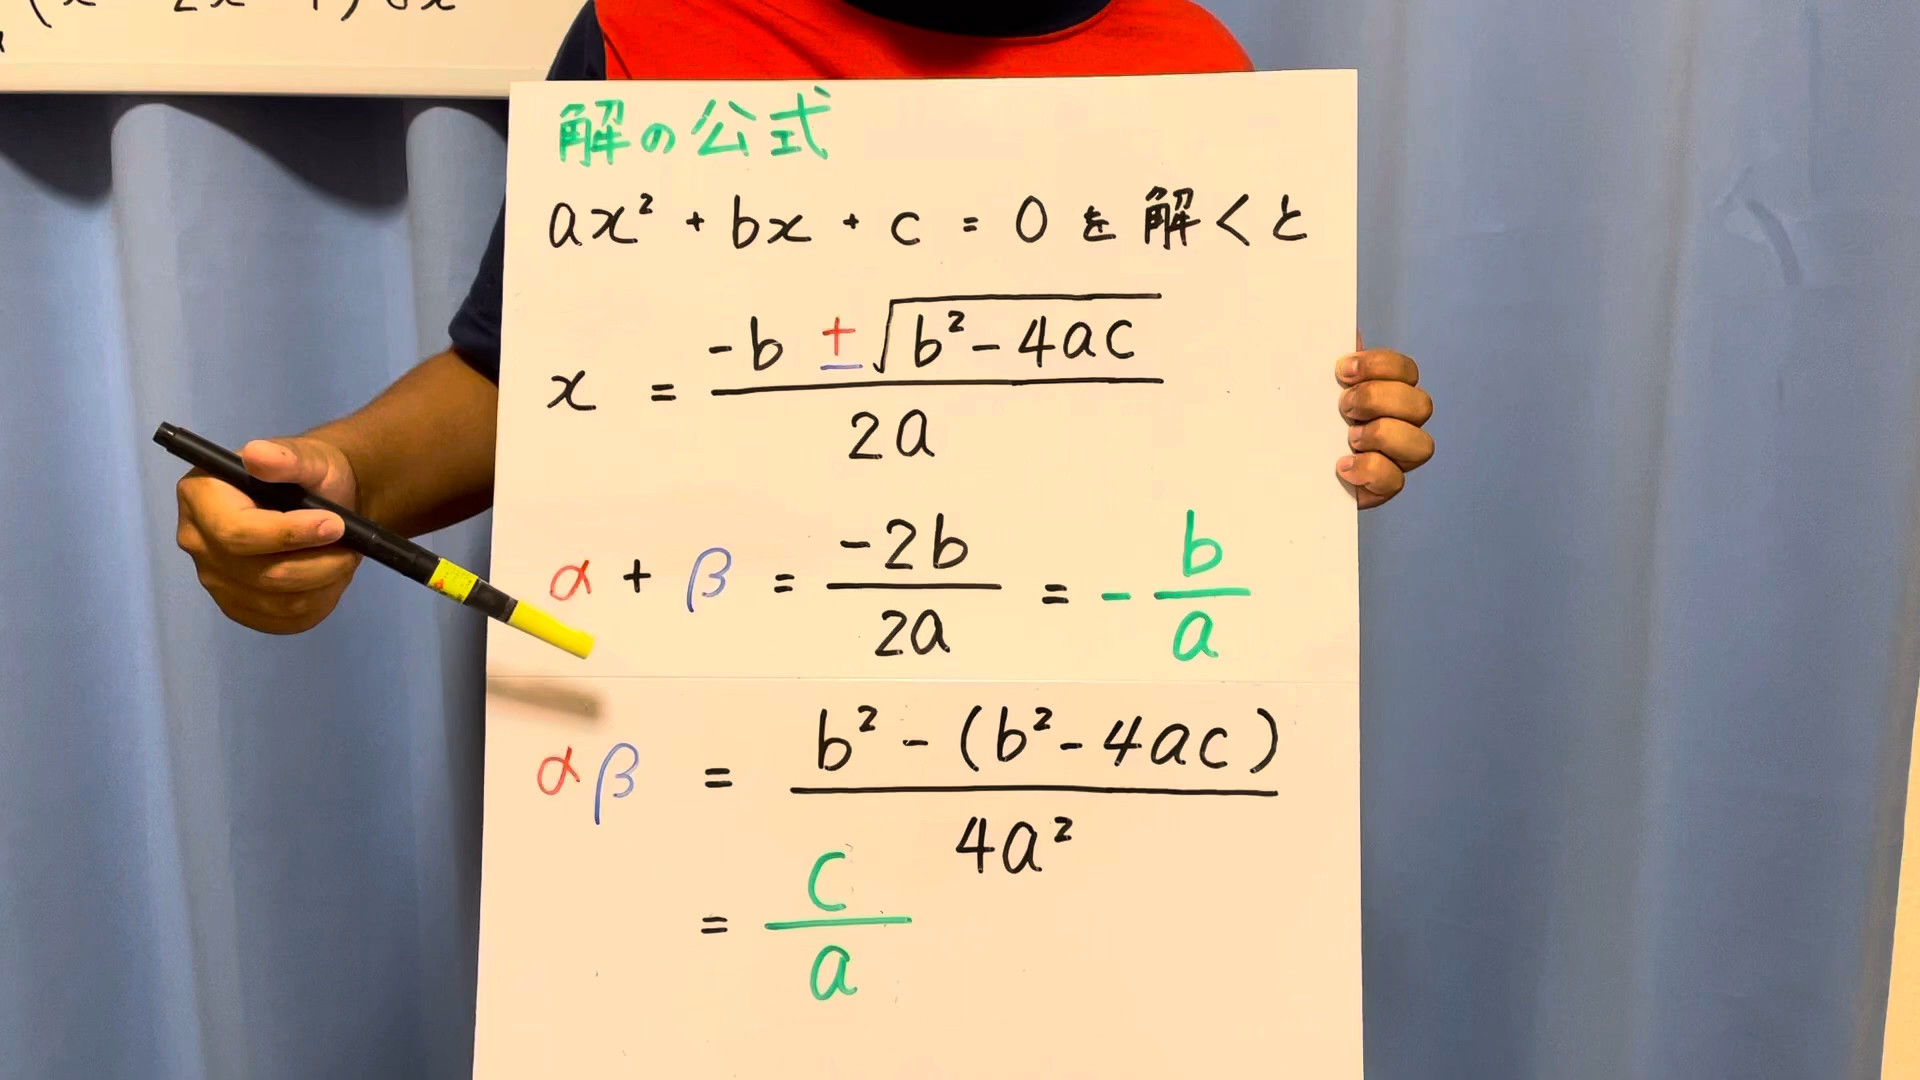 解の公式
ax² + bx + c = 0 を解くと
x = (-b ± √(b² - 4ac)) / 2a
α + β = -2b / 2a = - b / a
αβ = (b² - (b² - 4ac)) / 4a²
= c / a